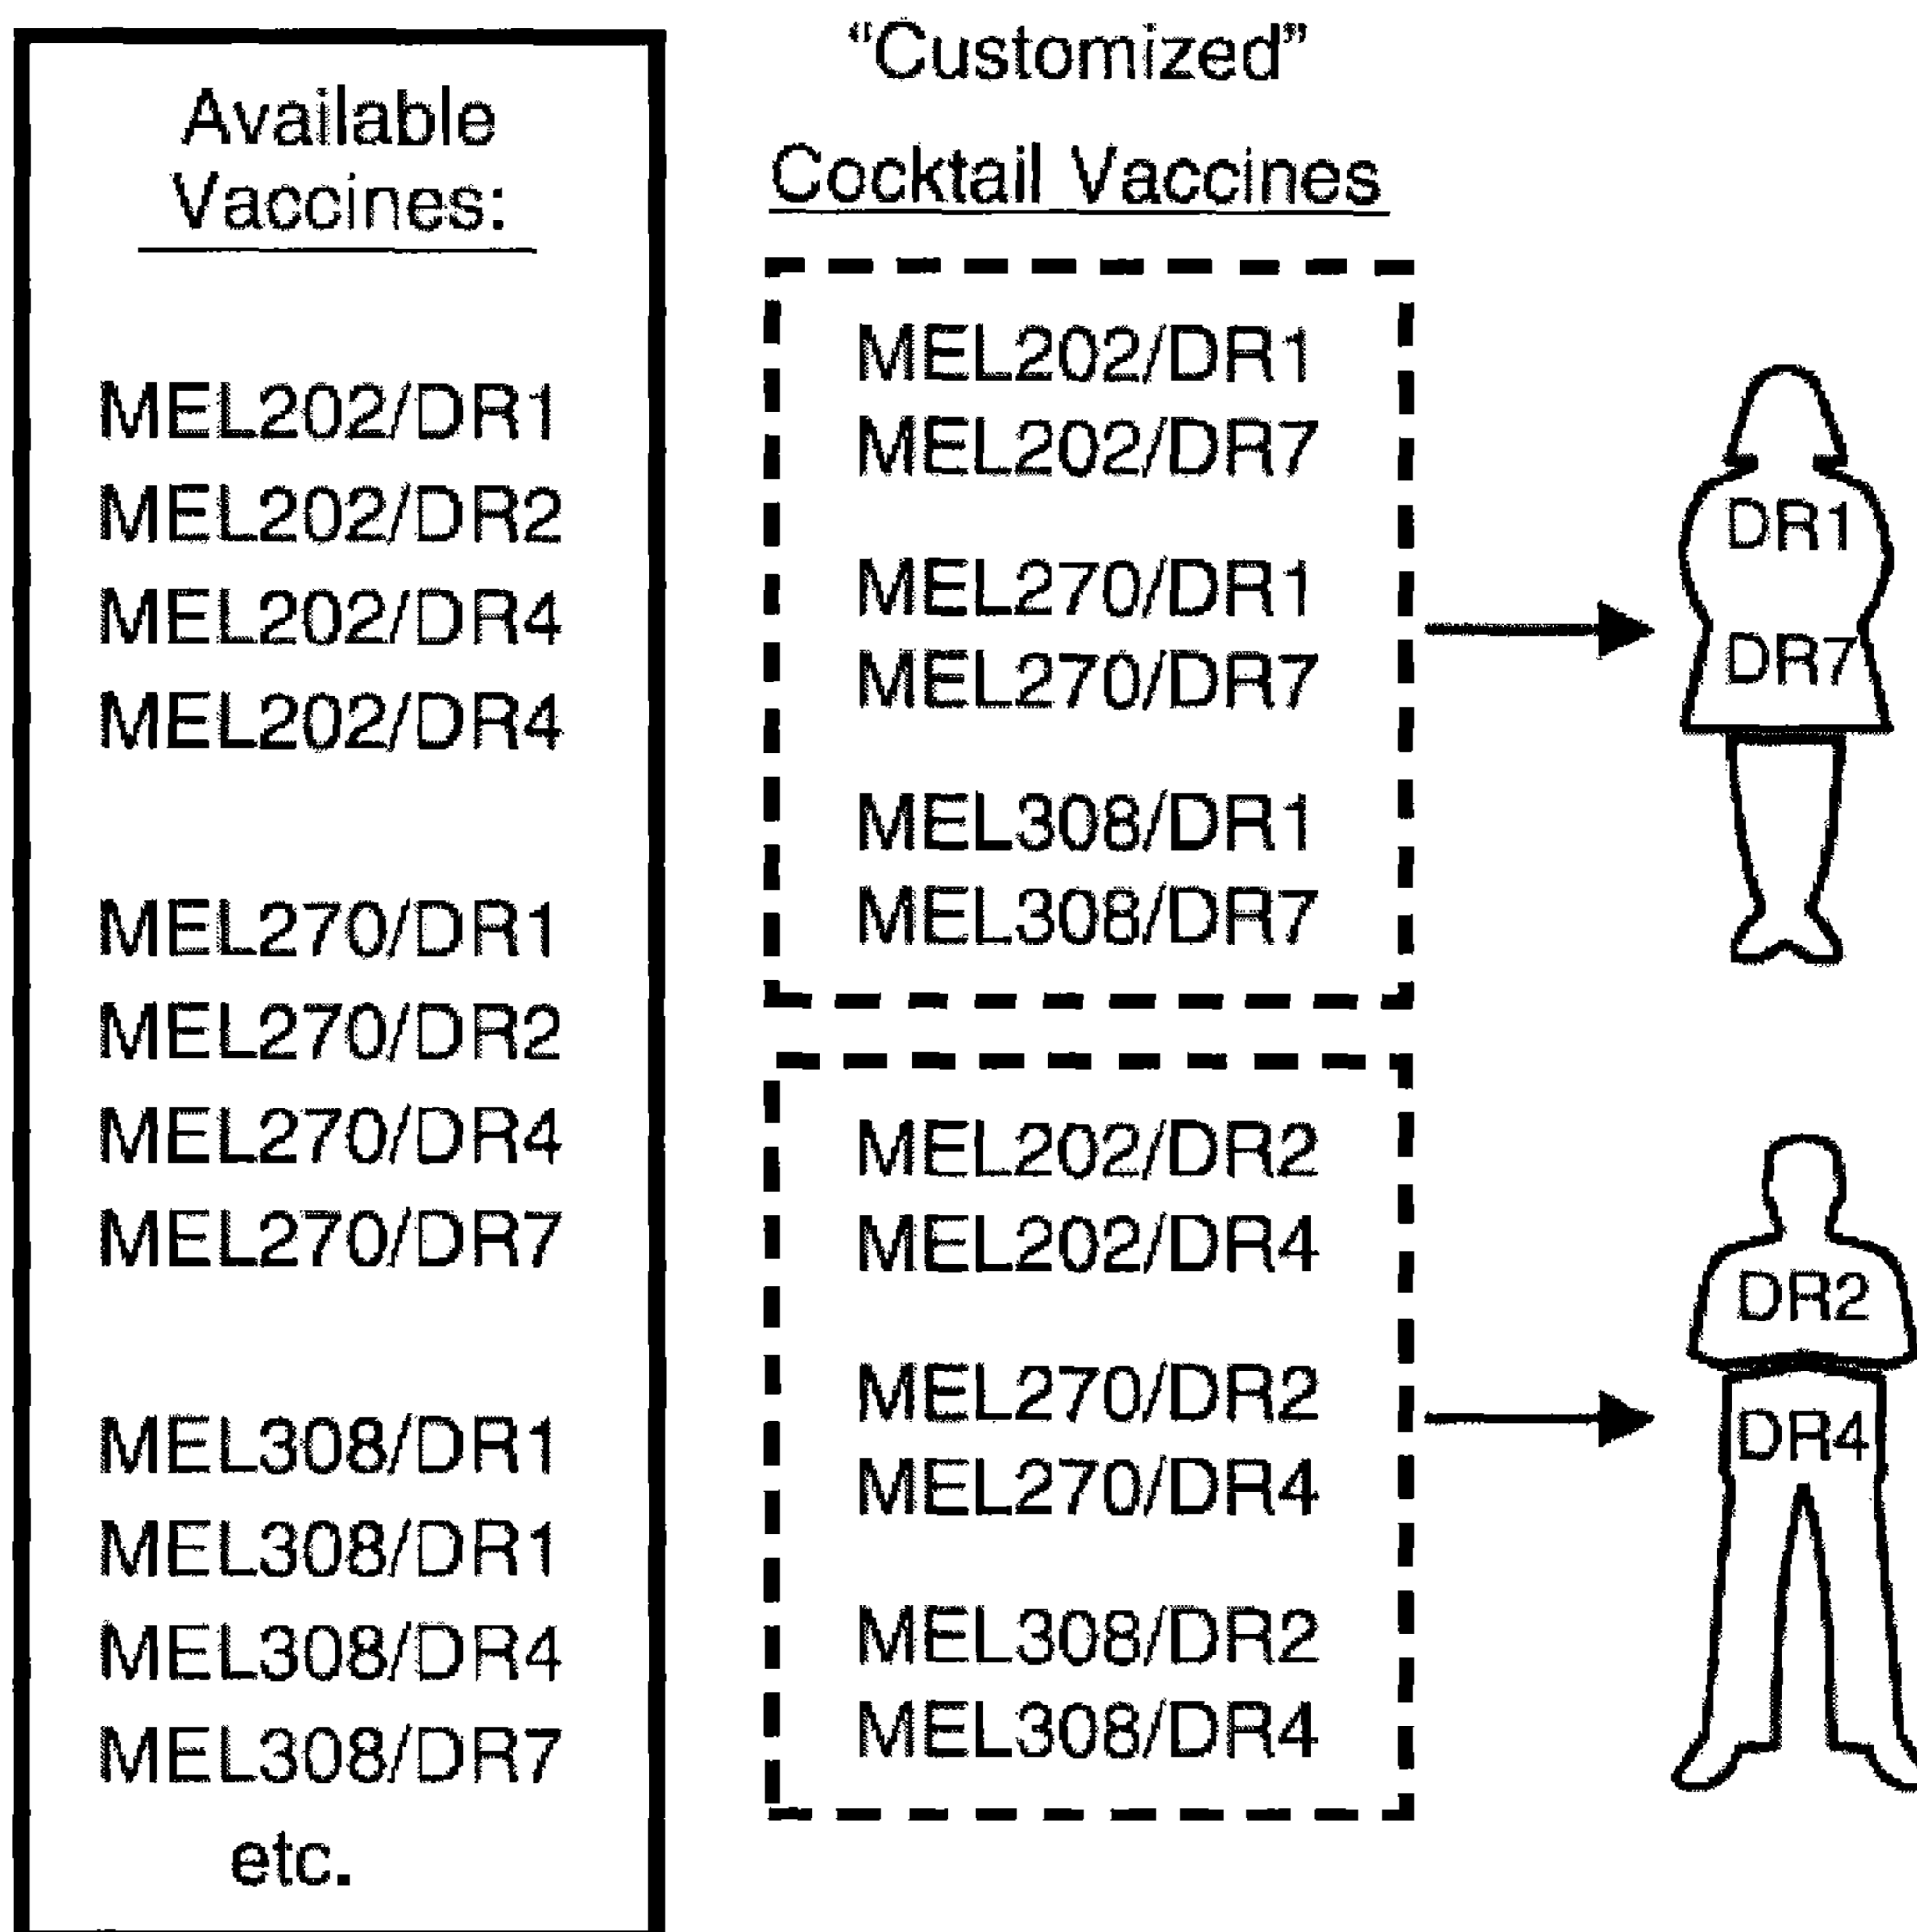 Available
Vaccines:
MEL202/DR1
MEL202/DR2
MEL202/DR4
MEL202/DR4
MEL270/DR1
MEL270/DR2
MEL270/DR4
MEL270/DR7
MEL308/DR1
MEL308/DR1
MEL308/DR4
MEL308/DR7
etc.
“Customized”
Cocktail Vaccines
MEL202/DR1
MEL202/DR7
MEL270/DR1
MEL270/DR7
MEL308/DR1
MEL308/DR7
DR1
DR7
MEL202/DR2
MEL202/DR4
MEL270/DR2
MEL270/DR4
MEL308/DR2
MEL308/DR4
DR2
DR4